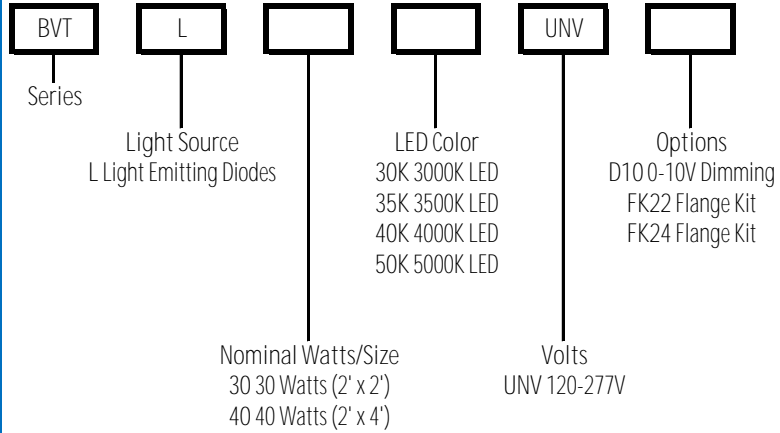 BVT L UNV
Series
Light Source
L Light Emitting Diodes
LED Color
30K 3000K LED
35K 3500K LED
40K 4000K LED
50K 5000K LED
Options
D10 0-10V Dimming
FK22 Flange Kit
FK24 Flange Kit
Nominal Watts/Size
30 30 Watts (2' x 2')
40 40 Watts (2' x 4')
Volts
UNV 120-277V